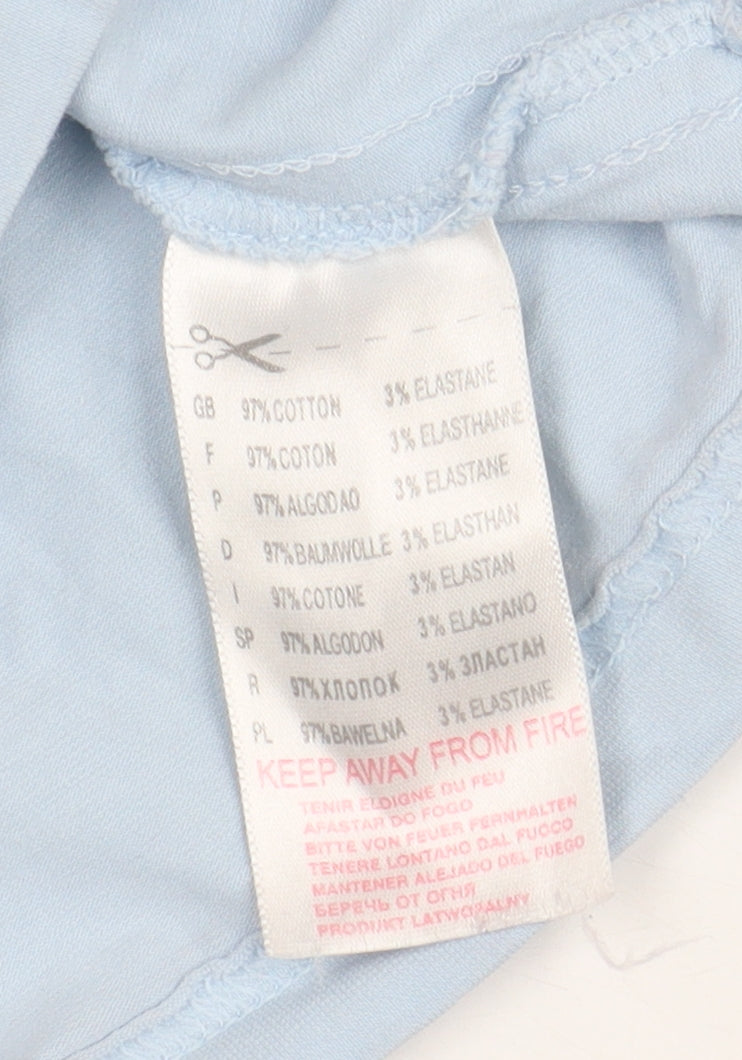 GB 97% COTTON 3% ELASTANE
F 97% COTON 3% ELASTHANNE
P 97% ALGODAO 3% ELASTANE
D 97% BAUMWOLLE 3% ELASTHAN
I 97% COTONE 3% ELASTAN
SP 97% ALGODON 3% ELASTANO
R 97% ХЛОПОК 3% ЗЛАСТАН
PL 97% BAWELNA 3% ELASTANE
KEEP AWAY FROM FIRE
TENIR ELOIGNE DU FEU
AFASTAR DO FOGO
BITTE VON FEUER FERNHALTEN
TENERE LONTANO DAL FUOCO
MANTENER ALEJADO DEL FUEGO
БЕРЕЧЬ ОТ ОГНЯ
PRODUKT LATWOPALNY